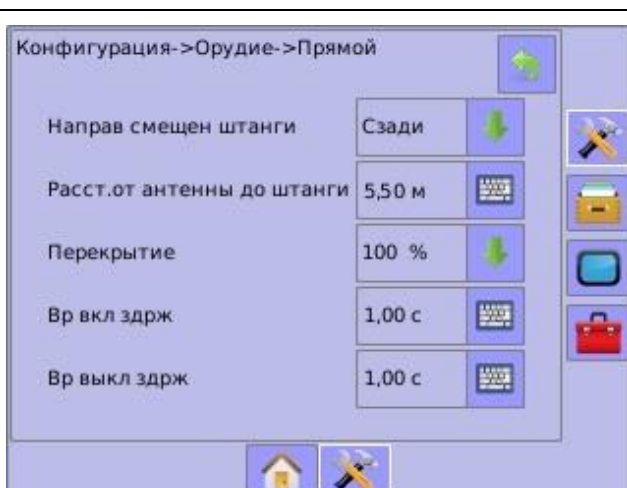 Конфигурация->Орудие->Прямой
Направ смещен штанги Сзади
Расст.от антенны до штанги 5,50 м
Перекрытие 100 %
Вр вкл здрж 1,00 с
Вр выкл здрж 1,00 с